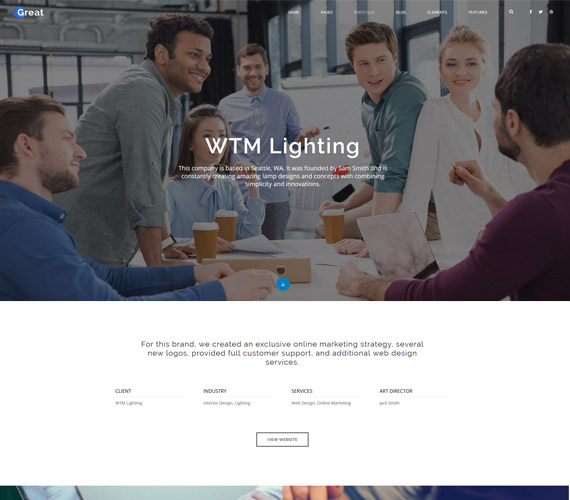 Great
HOME PAGES PORTFOLIO BLOG ELEMENTS FEATURES
WTM Lighting
This company is based in Seattle, WA. It was founded by Sam Smith and is
constantly creating amazing lamp designs and concepts with combining
simplicity and innovations.
For this brand, we created an exclusive online marketing strategy, several
new logos, provided full customer support, and additional web design
services.
CLIENT INDUSTRY SERVICES ART DIRECTOR
WTM Lighting Interior Design, Lighting Web Design, Online Marketing Jack Smith
VIEW WEBSITE